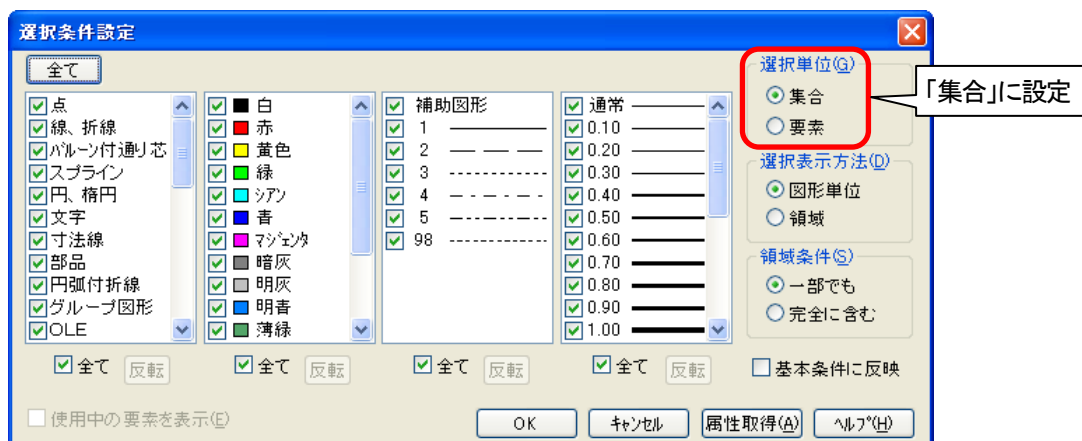 選択条件設定
全て
点
線、折線
バルーン付通り芯
スプライン
円、楕円
文字
寸法線
部品
円弧付折線
グループ図形
OLE
全て 反転
白
赤
黄色
緑
シアン
青
マジェンタ
暗灰
明灰
明青
薄緑
全て 反転
補助図形
1
2
3
4
5
98
全て 反転
通常
0.10
0.20
0.30
0.40
0.50
0.60
0.70
0.80
0.90
1.00
全て 反転
選択単位(G)
集合
要素
「集合」に設定
選択表示方法(D)
図形単位
領域
領域条件(S)
一部でも
完全に含む
基本条件に反映
使用中の要素を表示(E)
OK キャンセル 属性取得(A) ヘルプ(H)